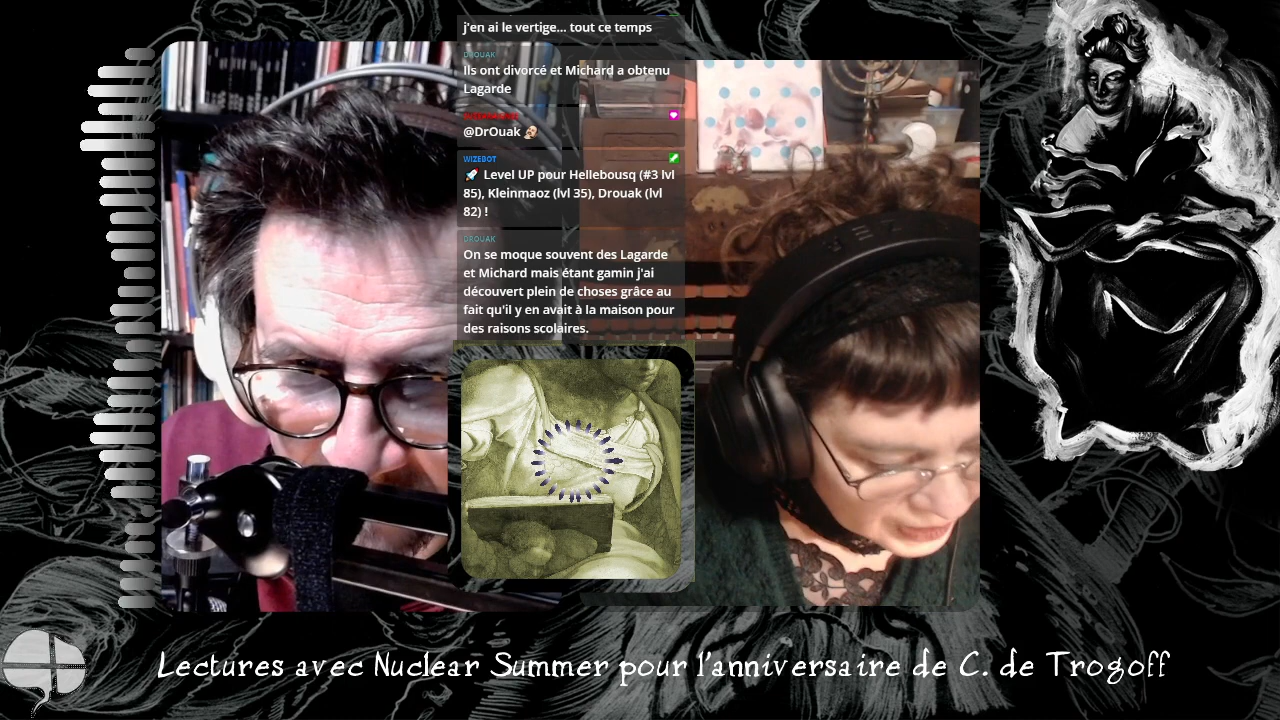 j'en ai le vertige... tout ce temps
DROUAK
Ils ont divorcé et Michard a obtenu
Lagarde
@DrOuak
WIZEBOT
Level UP pour Hellebousq (#3 lvl
85), Kleinmaoz (lvl 35), Drouak (lvl
82) !
DROUAK
On se moque souvent des Lagarde
et Michard mais étant gamin j'ai
découvert plein de choses grâce au
fait qu'il y en avait à la maison pour
des raisons scolaires.
Lectures avec Nuclear Summer pour l'anniversaire de C. de Trogoff